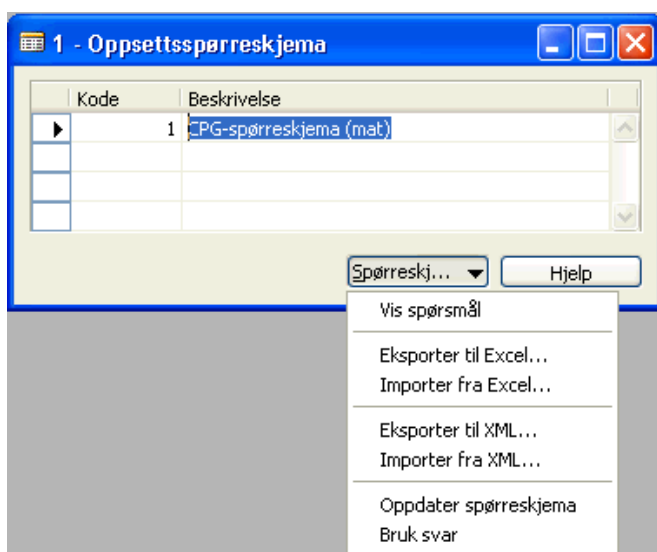 1 - Oppsettsspørreskjema
Kode Beskrivelse
1 CPG-spørreskjema (mat)
Spørreskj... Hjelp
Vis spørsmål
Eksporter til Excel...
Importer fra Excel...
Eksporter til XML...
Importer fra XML...
Oppdater spørreskjema
Bruk svar